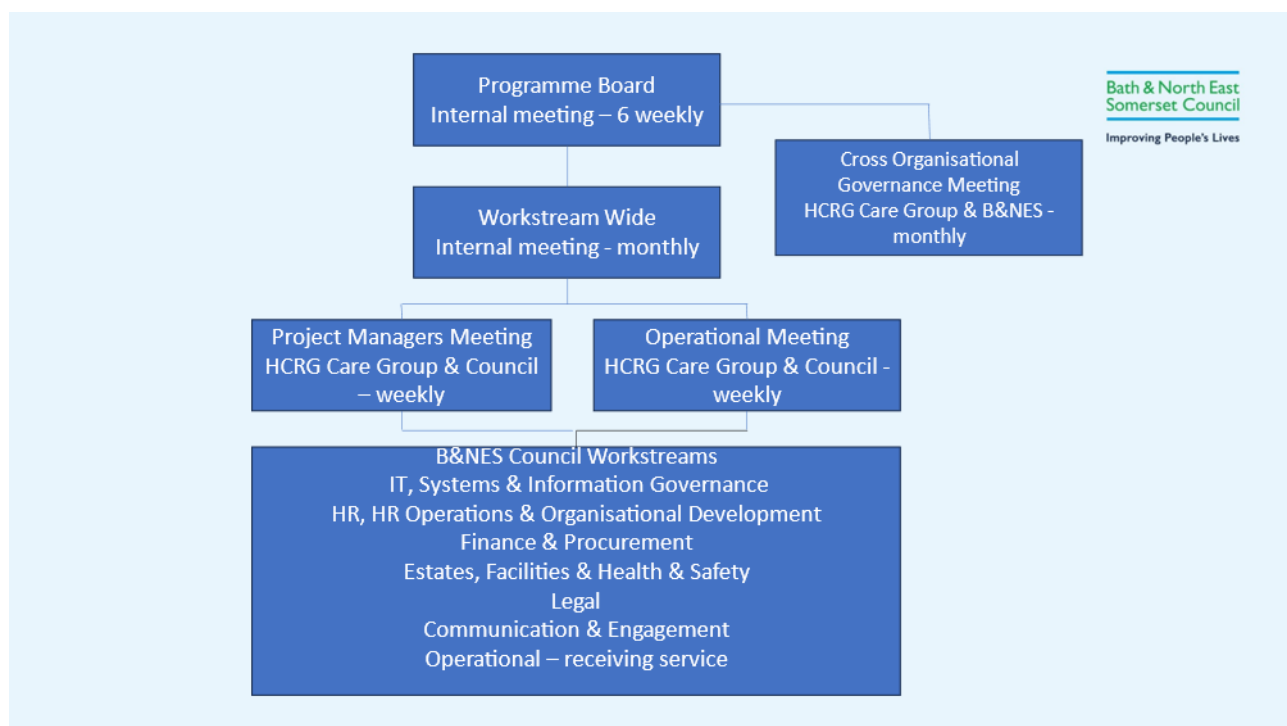 Programme Board
Internal meeting – 6 weekly
Bath & North East
Somerset Council
Improving People's Lives
Cross Organisational
Governance Meeting
HCRG Care Group & B&NES -
monthly
Workstream Wide
Internal meeting - monthly
Project Managers Meeting
HCRG Care Group & Council
– weekly
Operational Meeting
HCRG Care Group & Council -
weekly
B&NES Council Workstreams
IT, Systems & Information Governance
HR, HR Operations & Organisational Development
Finance & Procurement
Estates, Facilities & Health & Safety
Legal
Communication & Engagement
Operational – receiving service